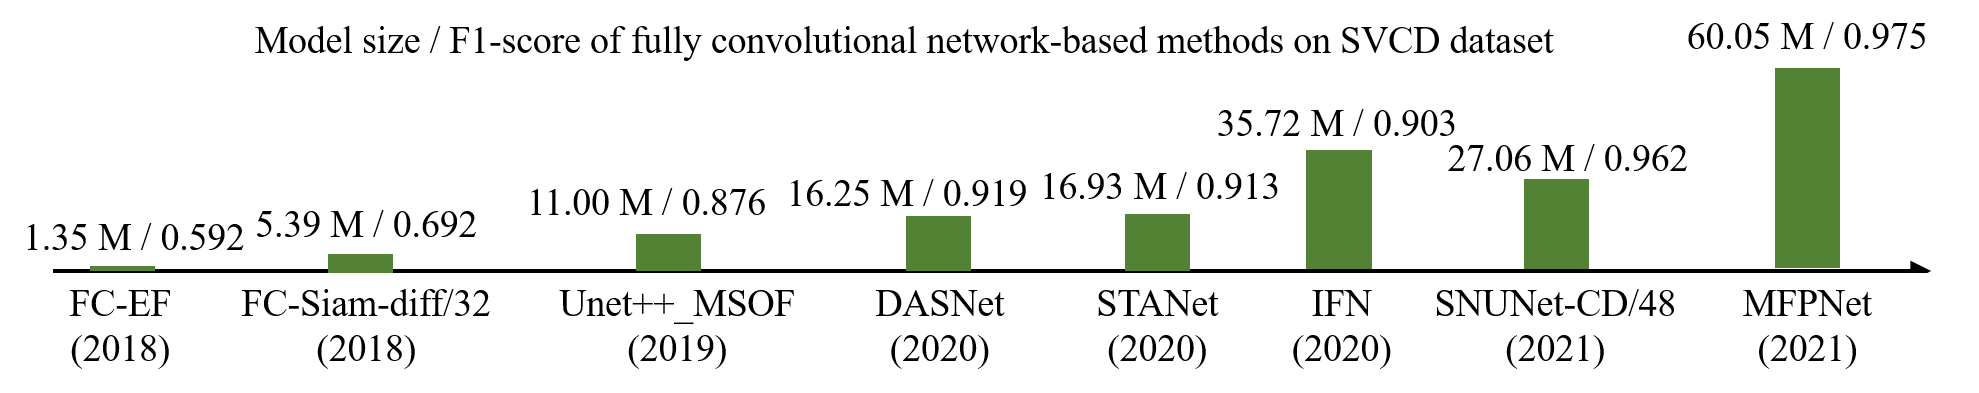 Model size / F1-score of fully convolutional network-based methods on SVCD dataset
1.35 M / 0.592
5.39 M / 0.692
11.00 M / 0.876
16.25 M / 0.919
16.93 M / 0.913
35.72 M / 0.903
27.06 M / 0.962
60.05 M / 0.975
FC-EF
(2018)
FC-Siam-diff/32
(2018)
Unet++_MSOF
(2019)
DASNet
(2020)
STANet
(2020)
IFN
(2020)
SNUNet-CD/48
(2021)
MFPNet
(2021)